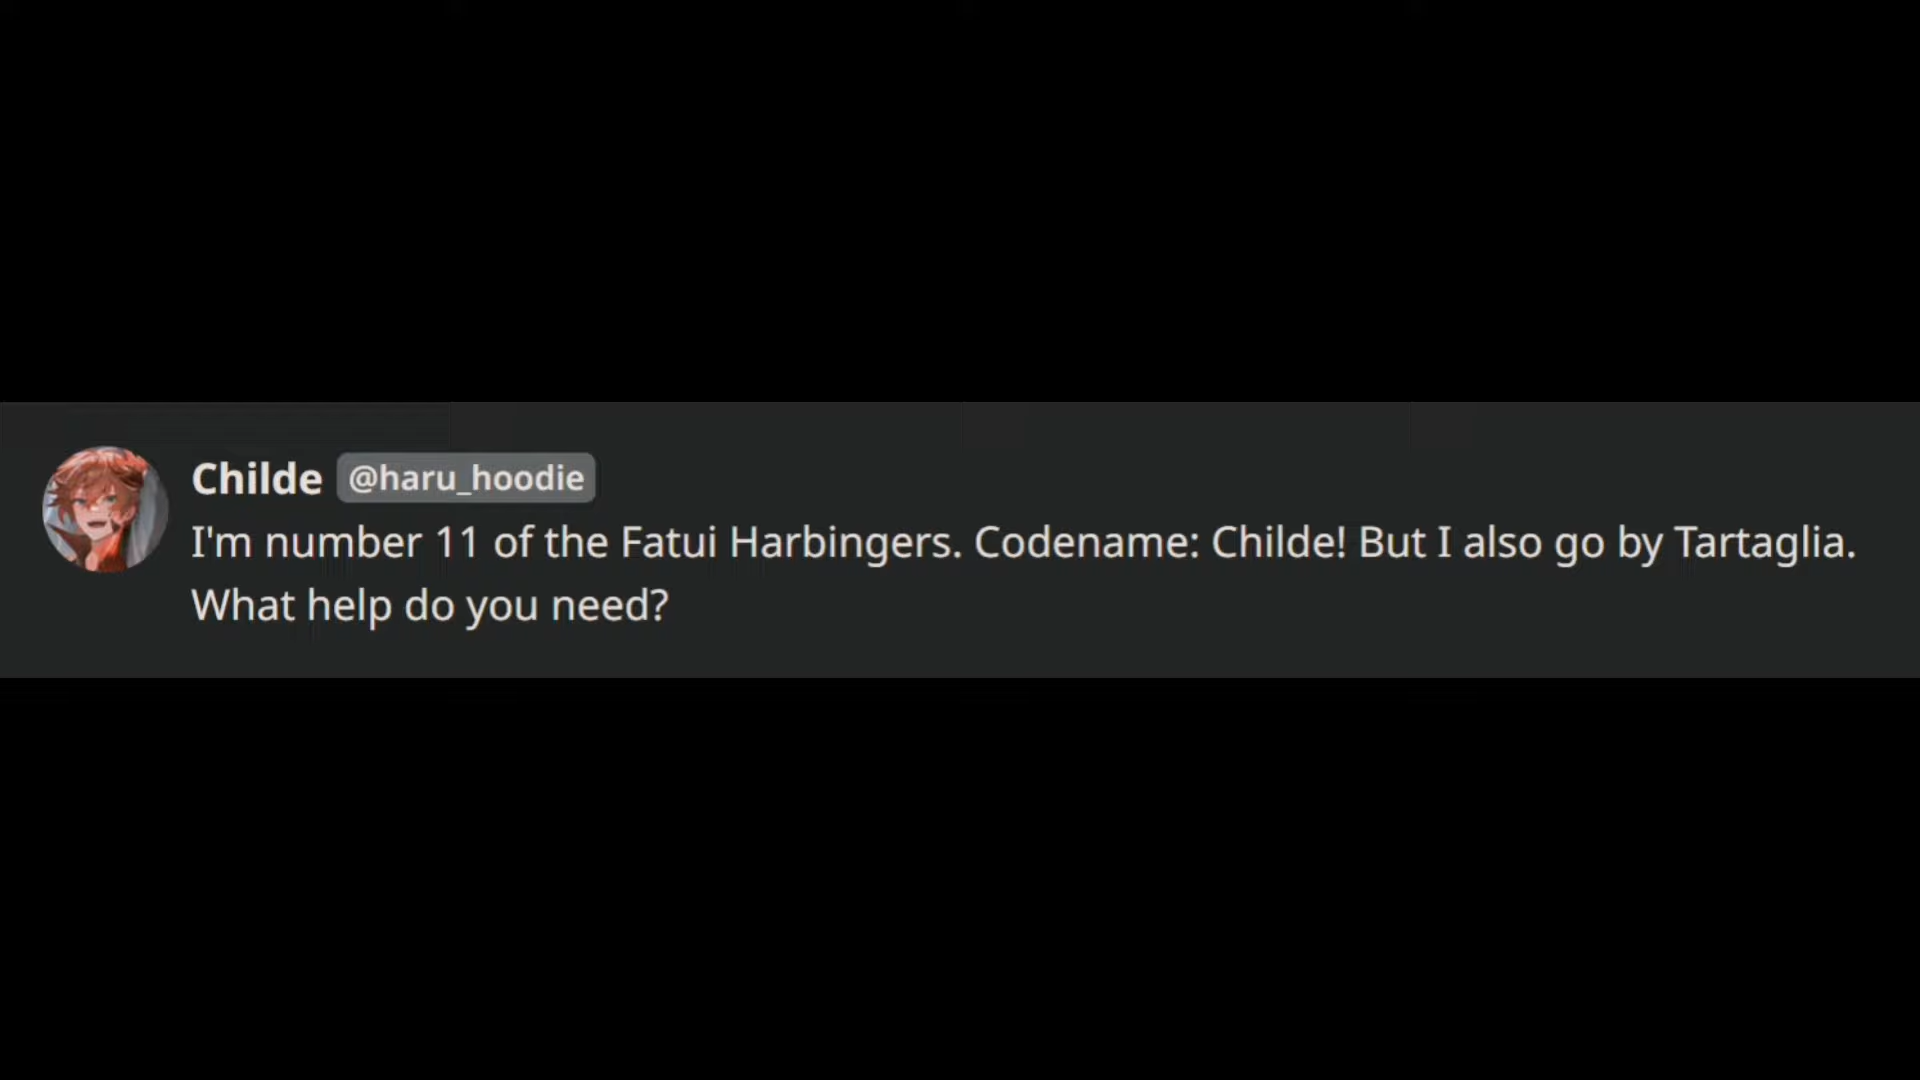 Childe @haru_hoodie
I'm number 11 of the Fatui Harbingers. Codename: Childe! But I also go by Tartaglia.
What help do you need?